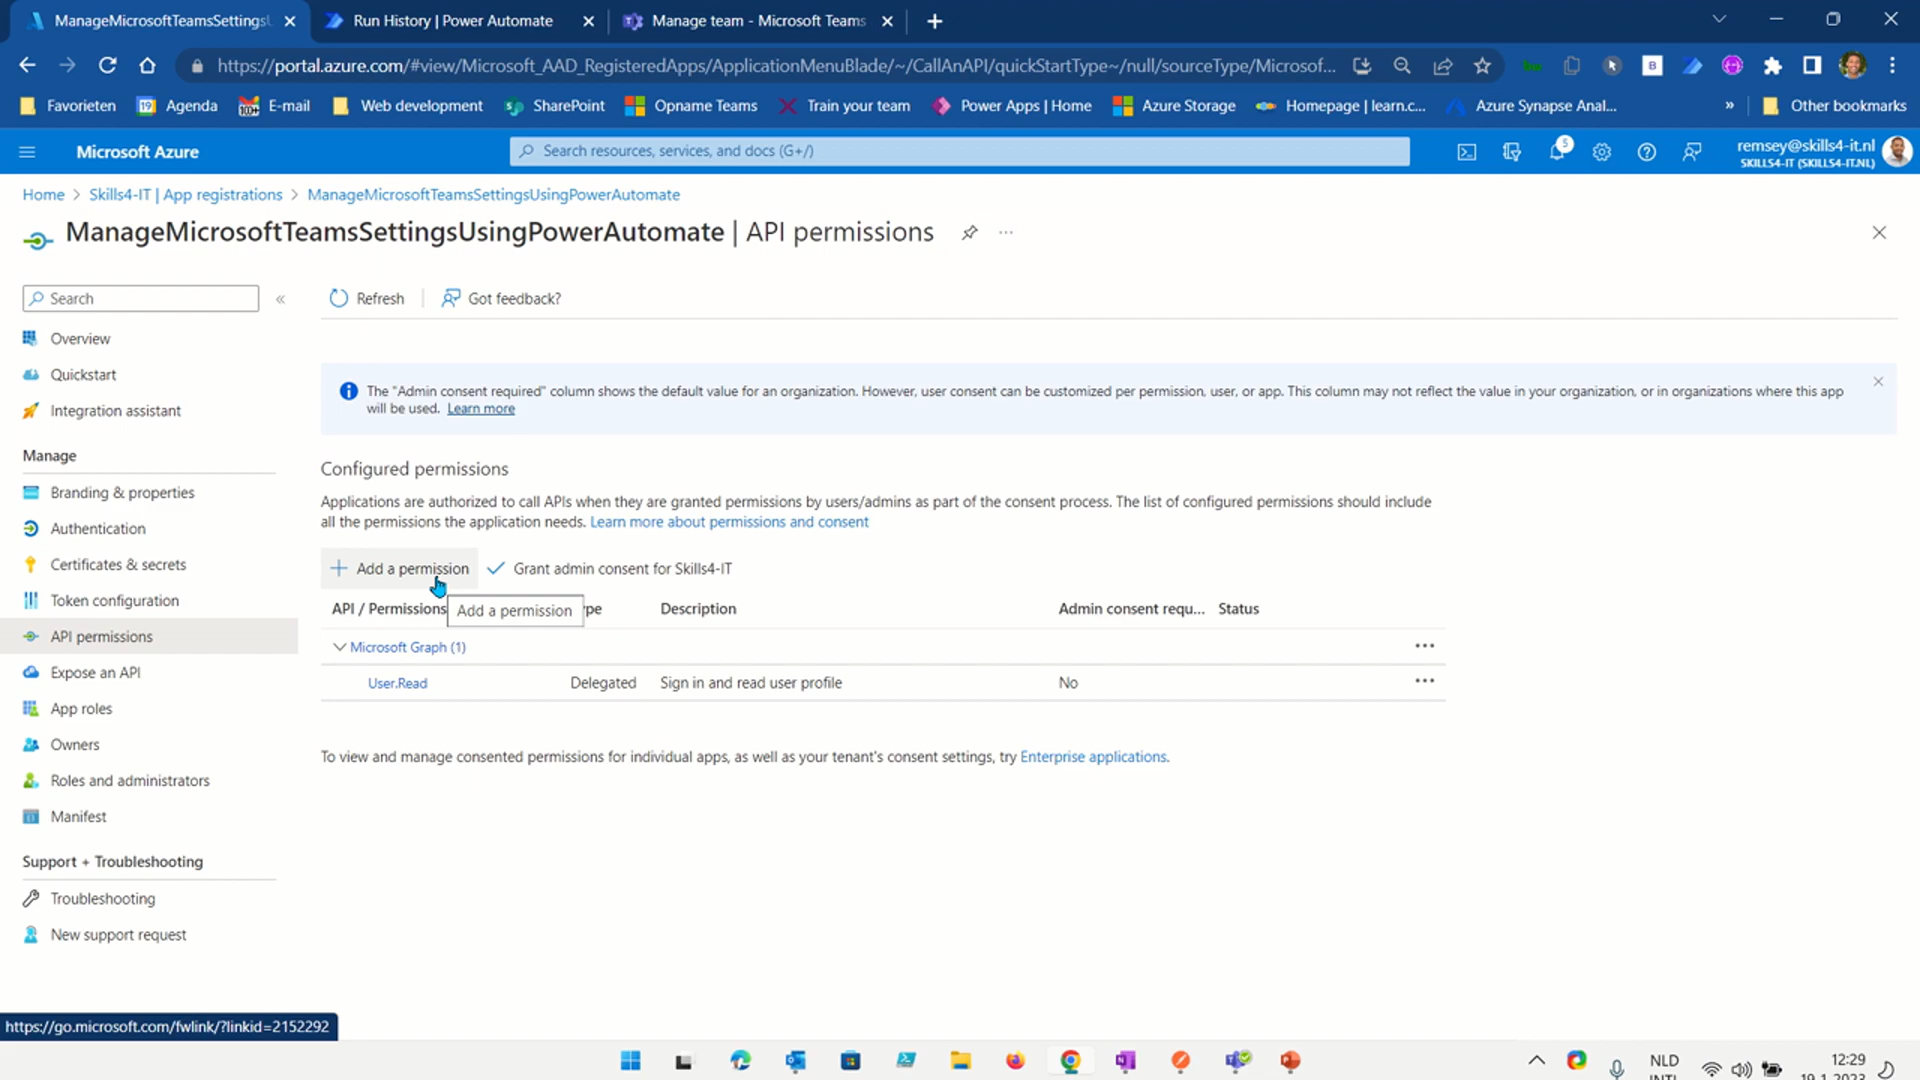 ManageMicrosoftTeamsSettings
Run History | Power Automate
Manage team - Microsoft Teams
https://portal.azure.com/#view/Microsoft_AAD_RegisteredApps/ApplicationMenuBlade/~/CallAnAPI/quickStartType~/null/sourceType/Microsof...
Favorieten
19
Agenda
100+
E-mail
Web development
SharePoint
Opname Teams
Train your team
Power Apps | Home
Azure Storage
Homepage | learn.c...
Azure Synapse Anal...
»
Other bookmarks
Microsoft Azure
Search resources, services, and docs (G+/)
5
remsey@skills4-it.nl
SKILLS4-IT (SKILLS4-IT.NL)
Home > Skills4-IT | App registrations > ManageMicrosoftTeamsSettingsUsingPowerAutomate
ManageMicrosoftTeamsSettingsUsingPowerAutomate | API permissions
Search
«
Refresh
Got feedback?
Overview
Quickstart
Integration assistant
Manage
Branding & properties
Authentication
Certificates & secrets
Token configuration
API permissions
Expose an API
App roles
Owners
Roles and administrators
Manifest
Support + Troubleshooting
Troubleshooting
New support request
The "Admin consent required" column shows the default value for an organization. However, user consent can be customized per permission, user, or app. This column may not reflect the value in your organization, or in organizations where this app
will be used. Learn more
Configured permissions
Applications are authorized to call APIs when they are granted permissions by users/admins as part of the consent process. The list of configured permissions should include
all the permissions the application needs. Learn more about permissions and consent
Add a permission
Grant admin consent for Skills4-IT
API / Permissions
pe
Description
Admin consent requ...
Status
Add a permission
Microsoft Graph (1)
User.Read
Delegated
Sign in and read user profile
No
To view and manage consented permissions for individual apps, as well as your tenant's consent settings, try Enterprise applications.
https://go.microsoft.com/fwlink/?linkid=2152292
NLD
INTL
12:29
19-1-2023